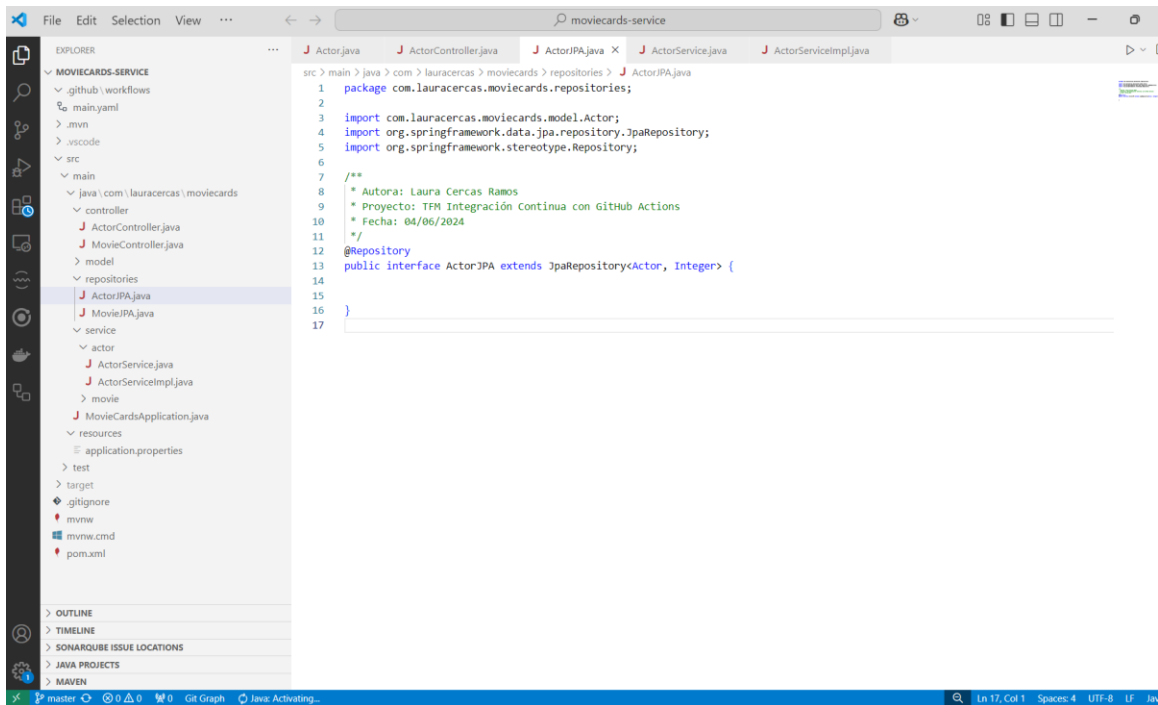 File Edit Selection View ··· moviecards-service
EXPLORER ···
MOVIECARDS-SERVICE
.github\workflows
main.yaml
.mvn
.vscode
src
main
java\com\lauracercas\moviecards
controller
ActorController.java
MovieController.java
model
repositories
ActorJPA.java
MovieJPA.java
service
actor
ActorService.java
ActorServiceImpl.java
movie
MovieCardsApplication.java
resources
application.properties
test
target
.gitignore
mvnw
mvnw.cmd
pom.xml
OUTLINE
TIMELINE
SONARQUBE ISSUE LOCATIONS
JAVA PROJECTS
MAVEN
J Actor.java J ActorController.java J ActorJPA.java J ActorService.java J ActorServiceImpl.java
src > main > java > com > lauracercas > moviecards > repositories > J ActorJPA.java
1 package com.lauracercas.moviecards.repositories;
2
3 import com.lauracercas.moviecards.model.Actor;
4 import org.springframework.data.jpa.repository.JpaRepository;
5 import org.springframework.stereotype.Repository;
6
7 /**
8 * Autora: Laura Cercas Ramos
9 * Proyecto: TFM Integración Continua con GitHub Actions
10 * Fecha: 04/06/2024
11 */
12 @Repository
13 public interface ActorJPA extends JpaRepository<Actor, Integer> {
14
15
16 }
17
master 0 0 0 Git Graph Java: Activating... Ln 17, Col 1 Spaces: 4 UTF-8 LF Jav